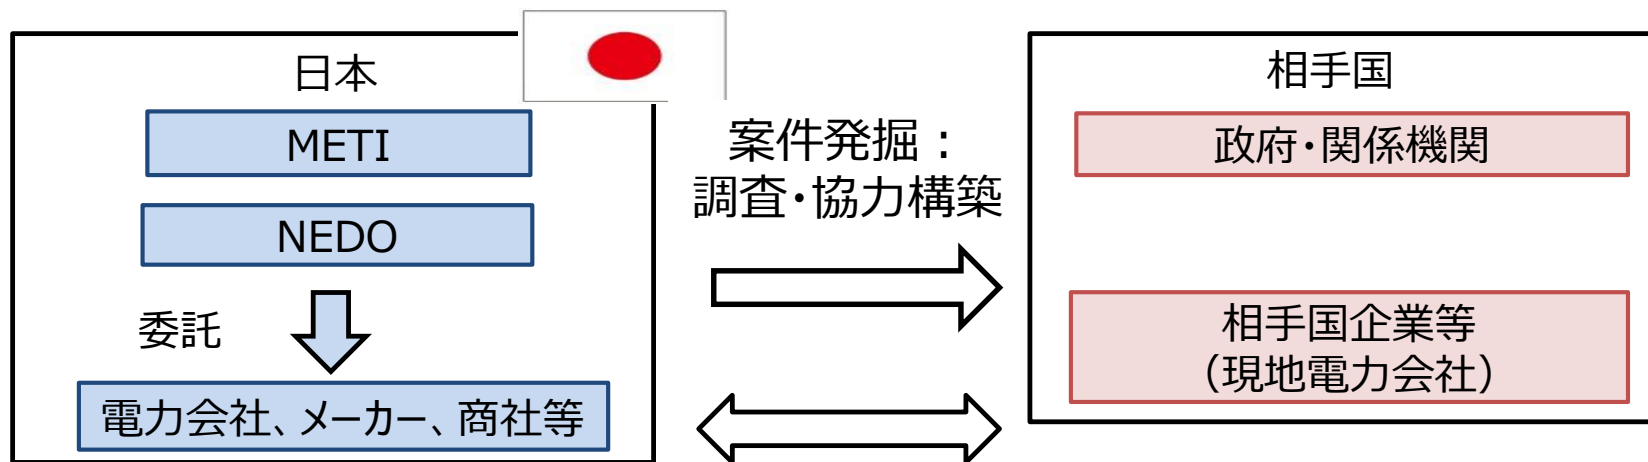 日本
METI
NEDO
委託
電力会社、メーカー、商社等
案件発掘：
調査・協力構築
相手国
政府・関係機関
相手国企業等
（現地電力会社）